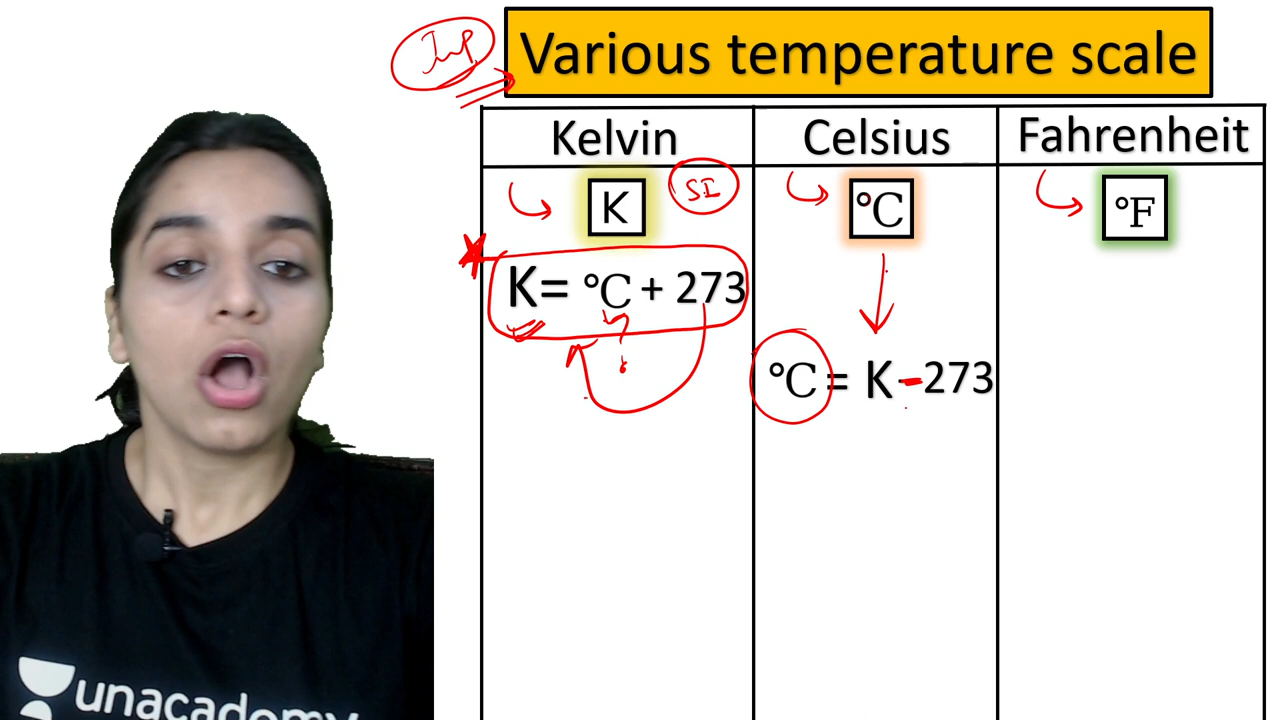 Imp.
Various temperature scale
Kelvin Celsius Fahrenheit
K SI °C °F
K= °C + 273
°C = K - 273
unacademy